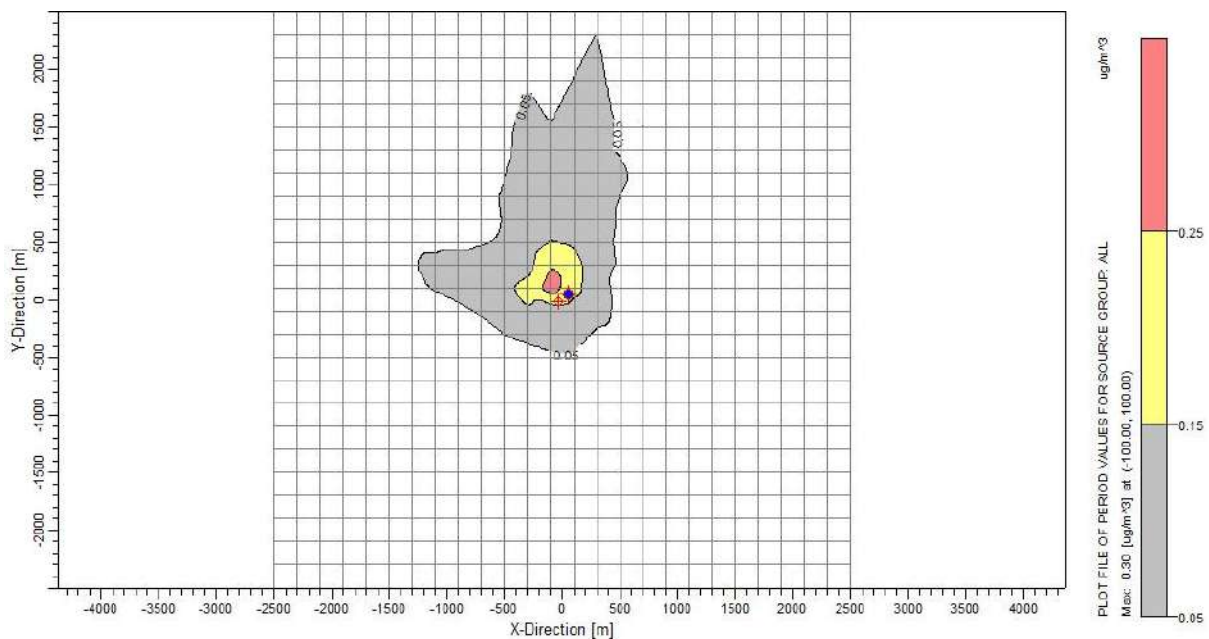 2000
1500
1000
500
0
-500
-1000
-1500
-2000
Y-Direction [m]
0.05
0.05
0.05
-4000 -3500 -3000 -2500 -2000 -1500 -1000 -500 0 500 1000 1500 2000 2500 3000 3500 4000
X-Direction [m]
PLOT FILE OF PERIOD VALUES FOR SOURCE GROUP: ALL
Max: 0.30 [ug/m^3] at (-100.00, 100.00)
ug/m^3
0.25
0.15
0.05